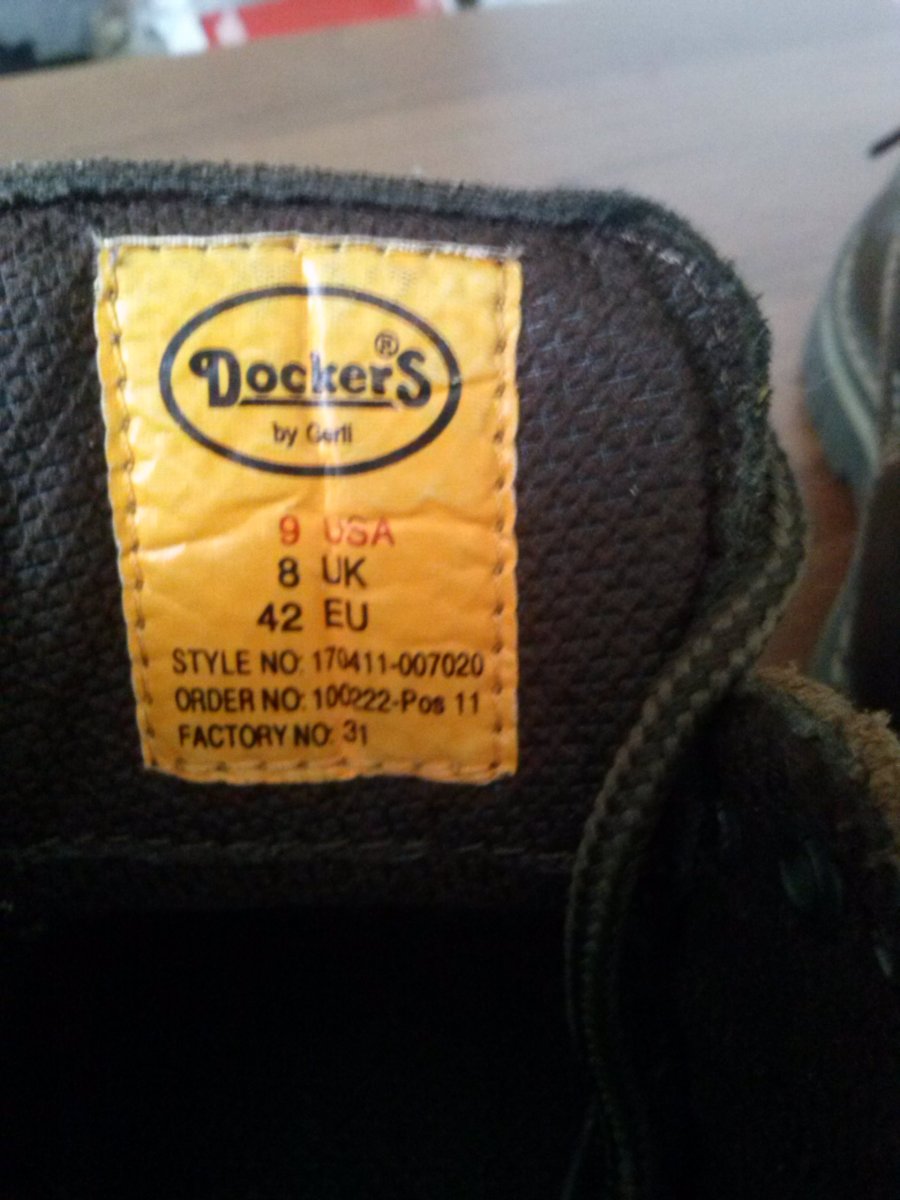 DockerS®
by Gerli
9 USA
8 UK
42 EU
STYLE NO: 170411-007020
ORDER NO: 100222-Pos 11
FACTORY NO: 31